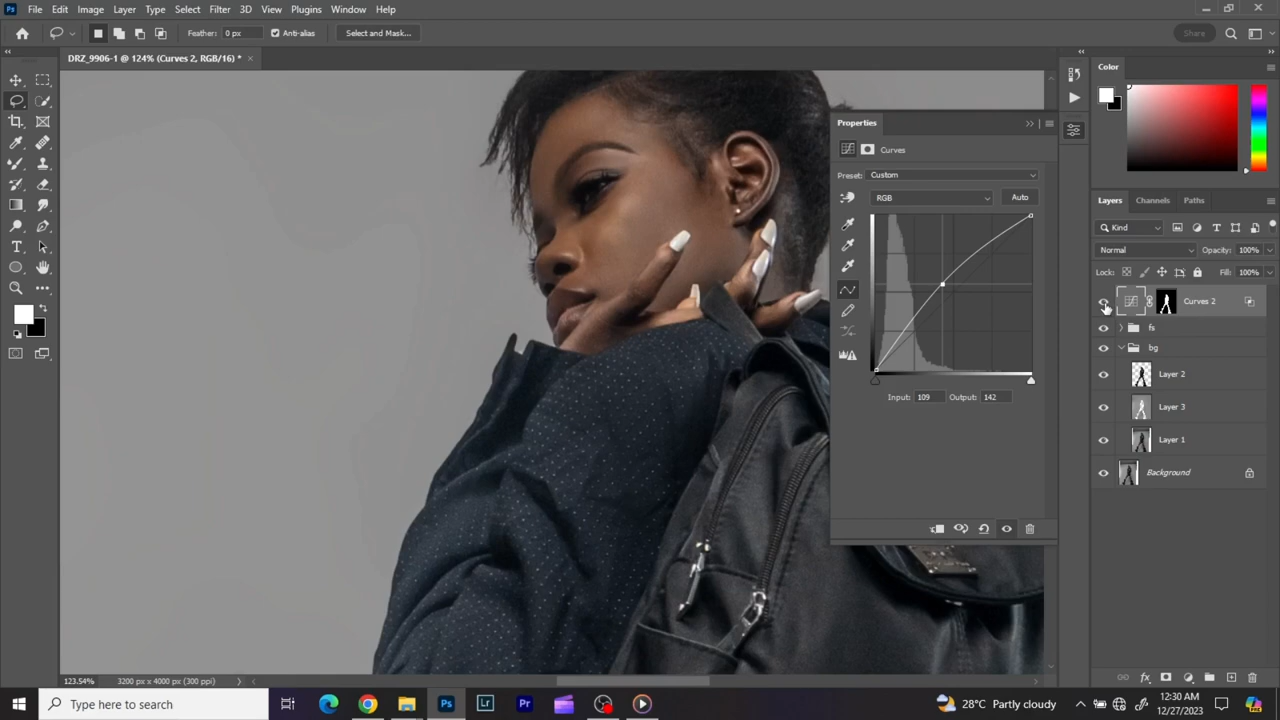 File Edit Image Layer Type Select Filter 3D View Plugins Window Help
Feather: 0 px Anti-alias Select and Mask... Share
DRZ_9906-1 @ 124% (Curves 2, RGB/16) *
Color
Properties
Curves
Preset: Custom
RGB Auto
Input: 109 Output: 142
Layers Channels Paths
Kind
Normal Opacity: 100%
Lock: Fill: 100%
Curves 2
fs
bg
Layer 2
Layer 3
Layer 1
Background
123.54% 3200 px x 4000 px (300 ppi)
Type here to search
28°C Partly cloudy
12:30 AM
12/27/2023